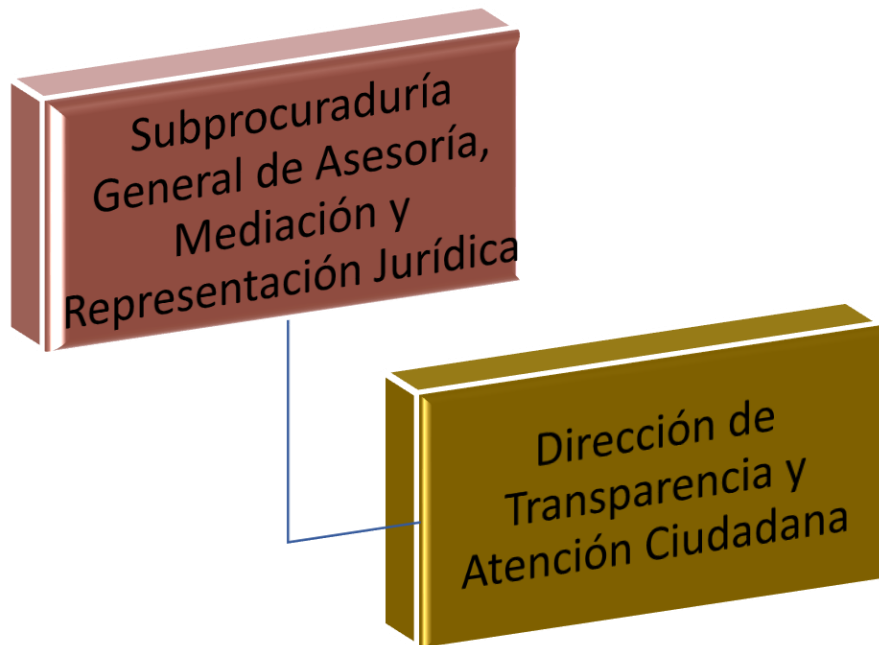 Subprocuraduría
General de Asesoría,
Mediación y
Representación Jurídica
Dirección de
Transparencia y
Atención Ciudadana